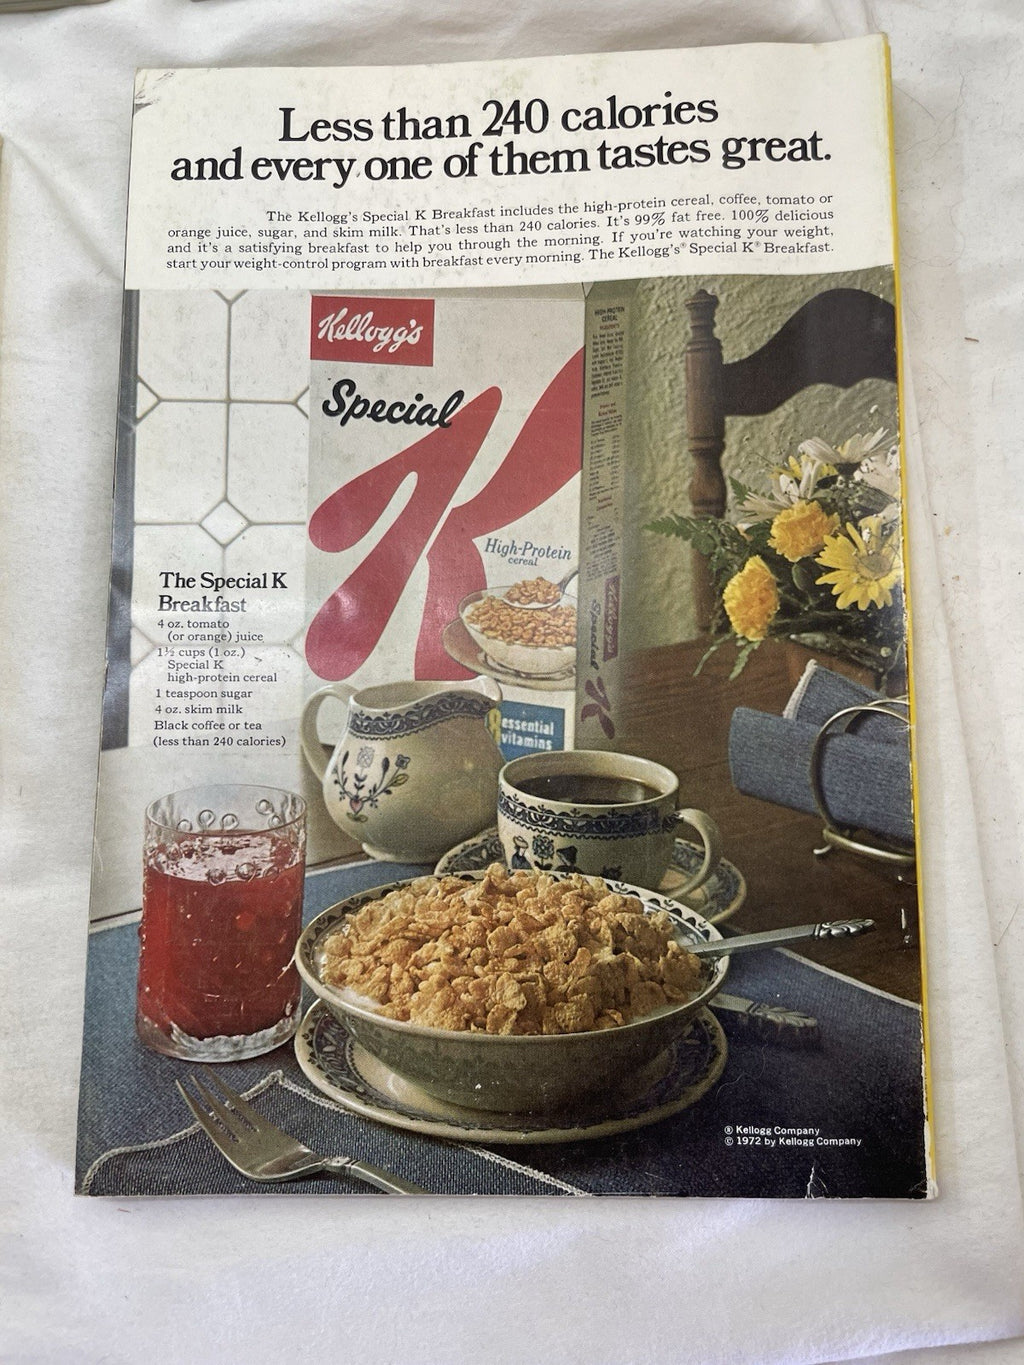 Less than 240 calories
and every one of them tastes great.
The Kellogg's Special K Breakfast includes the high-protein cereal, coffee, tomato or
orange juice, sugar, and skim milk. That's less than 240 calories. It's 99% fat free. 100% delicious
and it's a satisfying breakfast to help you through the morning. If you're watching your weight,
start your weight-control program with breakfast every morning. The Kellogg's® Special K® Breakfast.
Kellogg's
Special
K
High-Protein
cereal
8 essential
vitamins
HIGH-PROTEIN
CEREAL
Kellogg's
Special
K
The Special K
Breakfast
4 oz. tomato
(or orange) juice
1½ cups (1 oz.)
Special K
high-protein cereal
1 teaspoon sugar
4 oz. skim milk
Black coffee or tea
(less than 240 calories)
® Kellogg Company
© 1972 by Kellogg Company